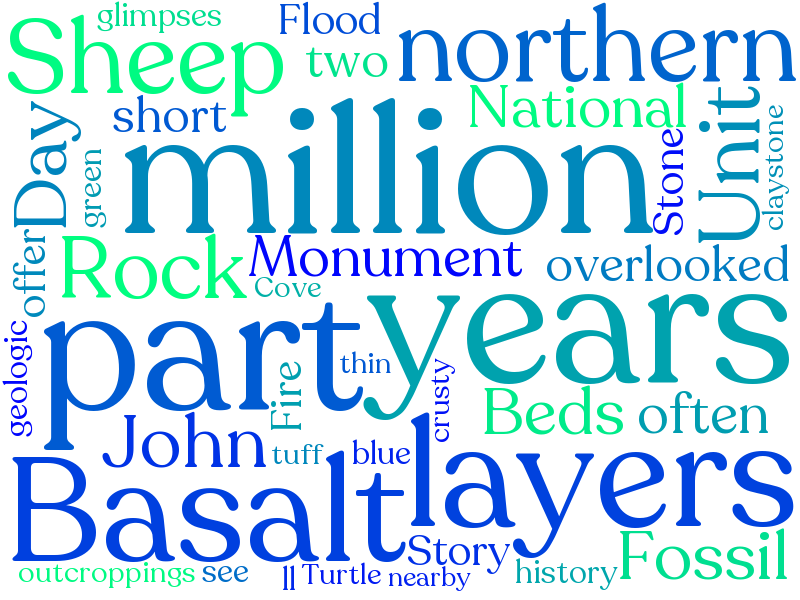 glimpses
Flood
Sheep
two
northern
short
National
Day
million
Unit
green
Stone
claystone
offer
Rock
Monument
overlooked
Cove
years
part
geologic
thin
Fire
crusty
Beds
often
John
tuff
blue
layers
Basalt
Story
Fossil
outcroppings
see
ll
Turtle
nearby
history